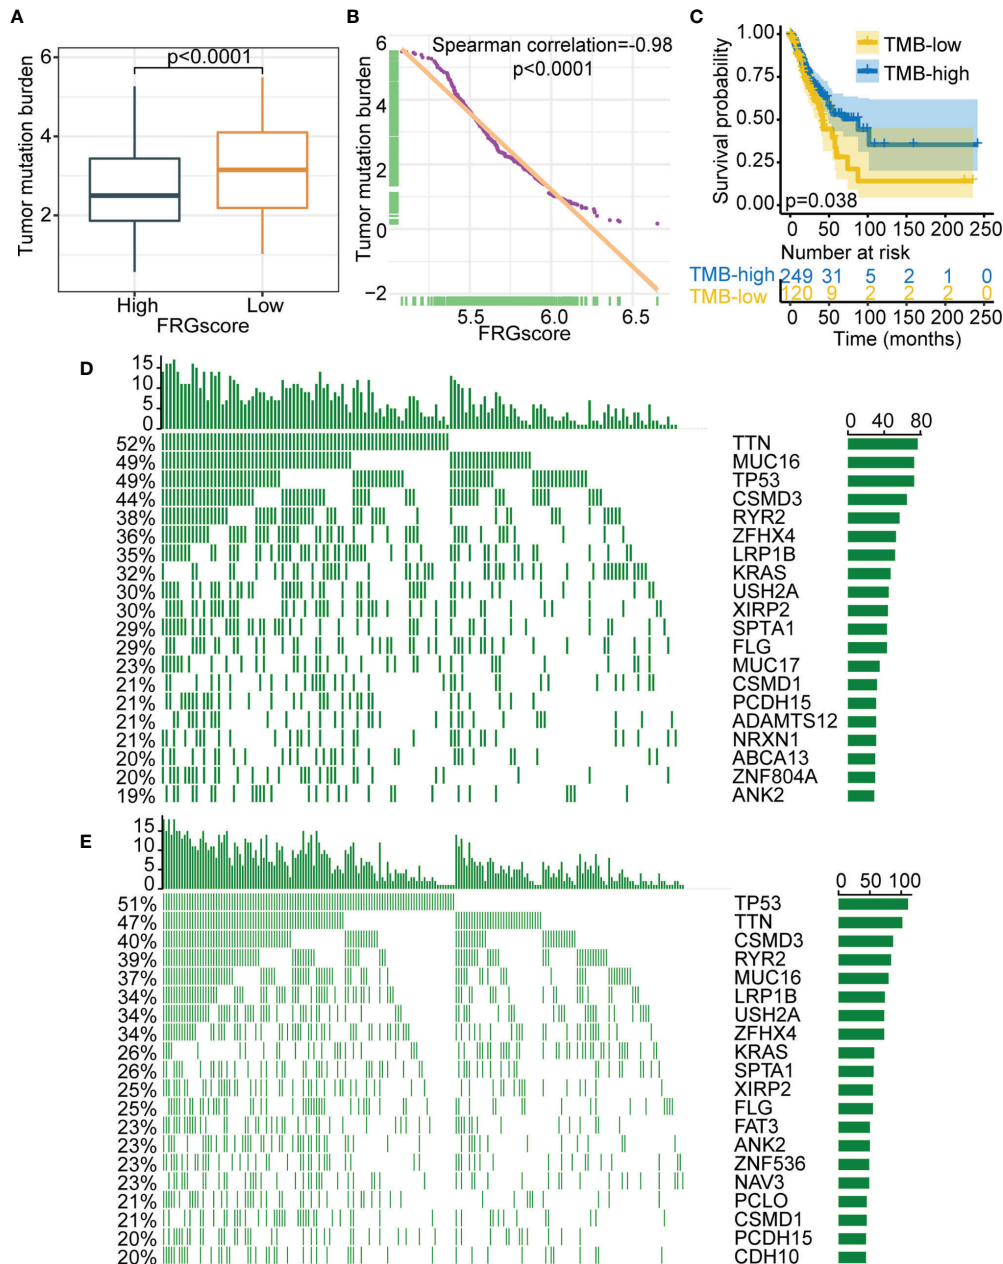 A
Tumor mutation burden
6
4
2
p<0.0001
High
Low
FRGscore
B
Tumor mutation burden
6
4
2
0
−2
Spearman correlation=-0.98
p<0.0001
5.5
6.0
6.5
FRGscore
C
Survival probability
1.00
0.75
0.50
0.25
0.00
TMB-low
TMB-high
p=0.038
0 50 100 150 200 250
Number at risk
TMB-high 249 31 5 2 1 0
TMB-low 120 9 2 2 2 0
0 50 100 150 200 250
Time (months)
D
15
10
5
0
0 40 80
52% TTN
49% MUC16
49% TP53
44% CSMD3
38% RYR2
36% ZFHX4
35% LRP1B
32% KRAS
30% USH2A
30% XIRP2
29% SPTA1
29% FLG
23% MUC17
21% CSMD1
21% PCDH15
21% ADAMTS12
21% NRXN1
20% ABCA13
20% ZNF804A
19% ANK2
E
15
10
5
0
0 50 100
51% TP53
47% TTN
40% CSMD3
39% RYR2
37% MUC16
34% LRP1B
34% USH2A
34% ZFHX4
26% KRAS
26% SPTA1
25% XIRP2
25% FLG
23% FAT3
23% ANK2
23% ZNF536
23% NAV3
21% PCLO
21% CSMD1
20% PCDH15
20% CDH10